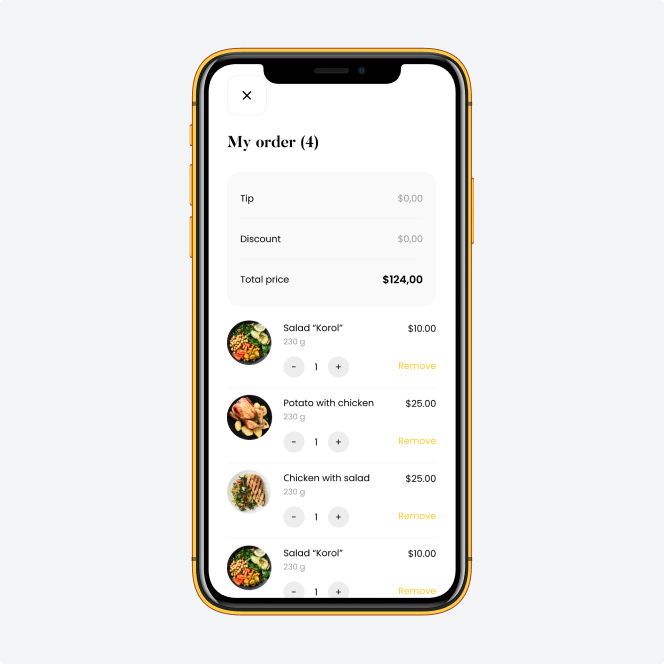 My order (4)
Tip $0,00
Discount $0,00
Total price $124,00
Salad “Korol” $10.00
230 g
- 1 + Remove
Potato with chicken $25.00
230 g
- 1 + Remove
Chicken with salad $25.00
230 g
- 1 + Remove
Salad “Korol” $10.00
230 g
- 1 + Remove